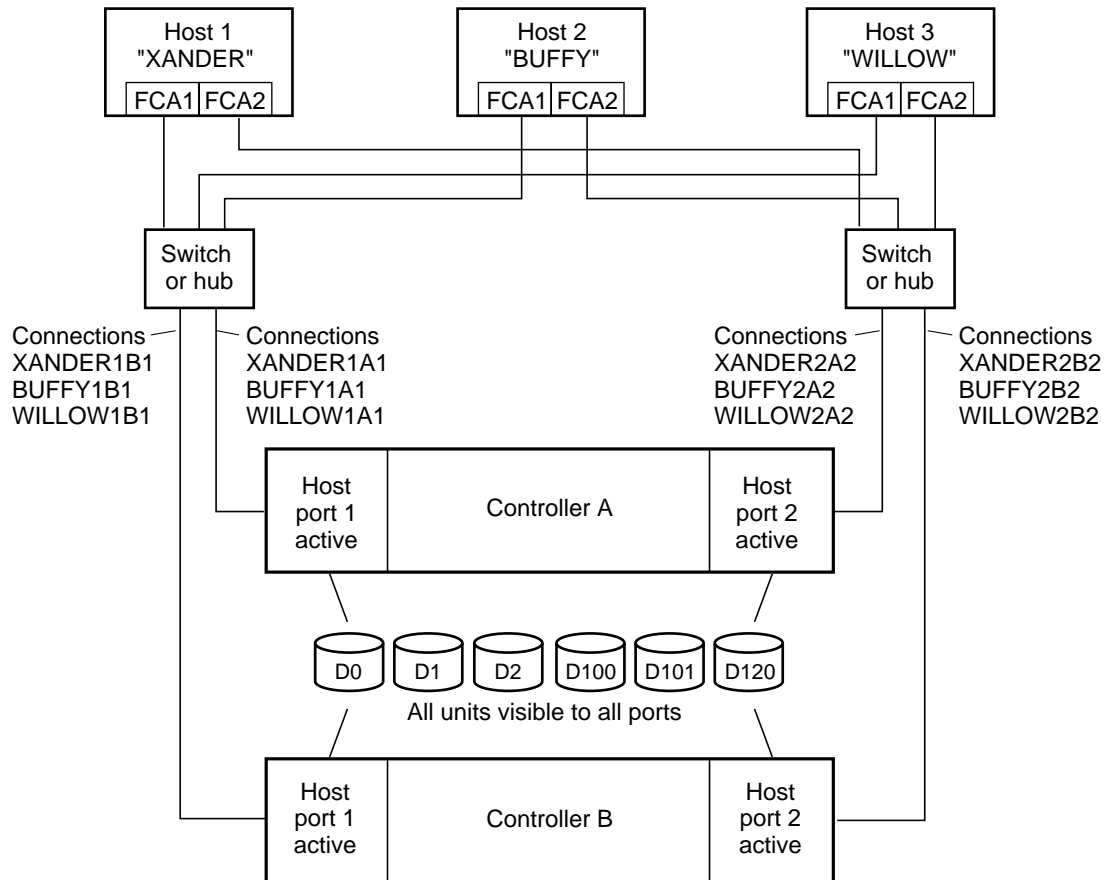 Host 1
"XANDER"
FCA1 FCA2
Host 2
"BUFFY"
FCA1 FCA2
Host 3
"WILLOW"
FCA1 FCA2
Switch
or hub
Switch
or hub
Connections
XANDER1B1
BUFFY1B1
WILLOW1B1
Connections
XANDER1A1
BUFFY1A1
WILLOW1A1
Connections
XANDER2A2
BUFFY2A2
WILLOW2A2
Connections
XANDER2B2
BUFFY2B2
WILLOW2B2
Host
port 1
active
Controller A
Host
port 2
active
D0 D1 D2 D100 D101 D120
All units visible to all ports
Host
port 1
active
Controller B
Host
port 2
active